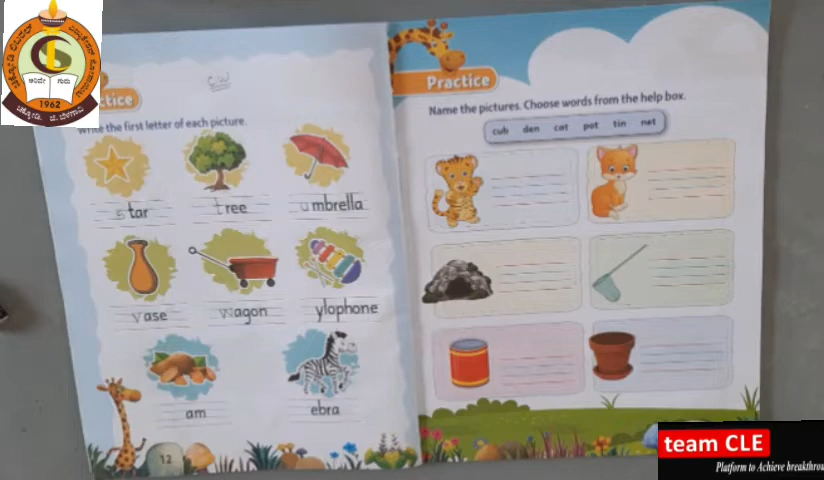 ಅರಿವೇ ಗುರು
1962
ctice
Write the first letter of each picture.
star
tree
umbrella
vase
wagon
ylophone
am
ebra
12
Practice
Name the pictures. Choose words from the help box.
cub den cat pot tin net
team CLE
Platform to Achieve breakthrou